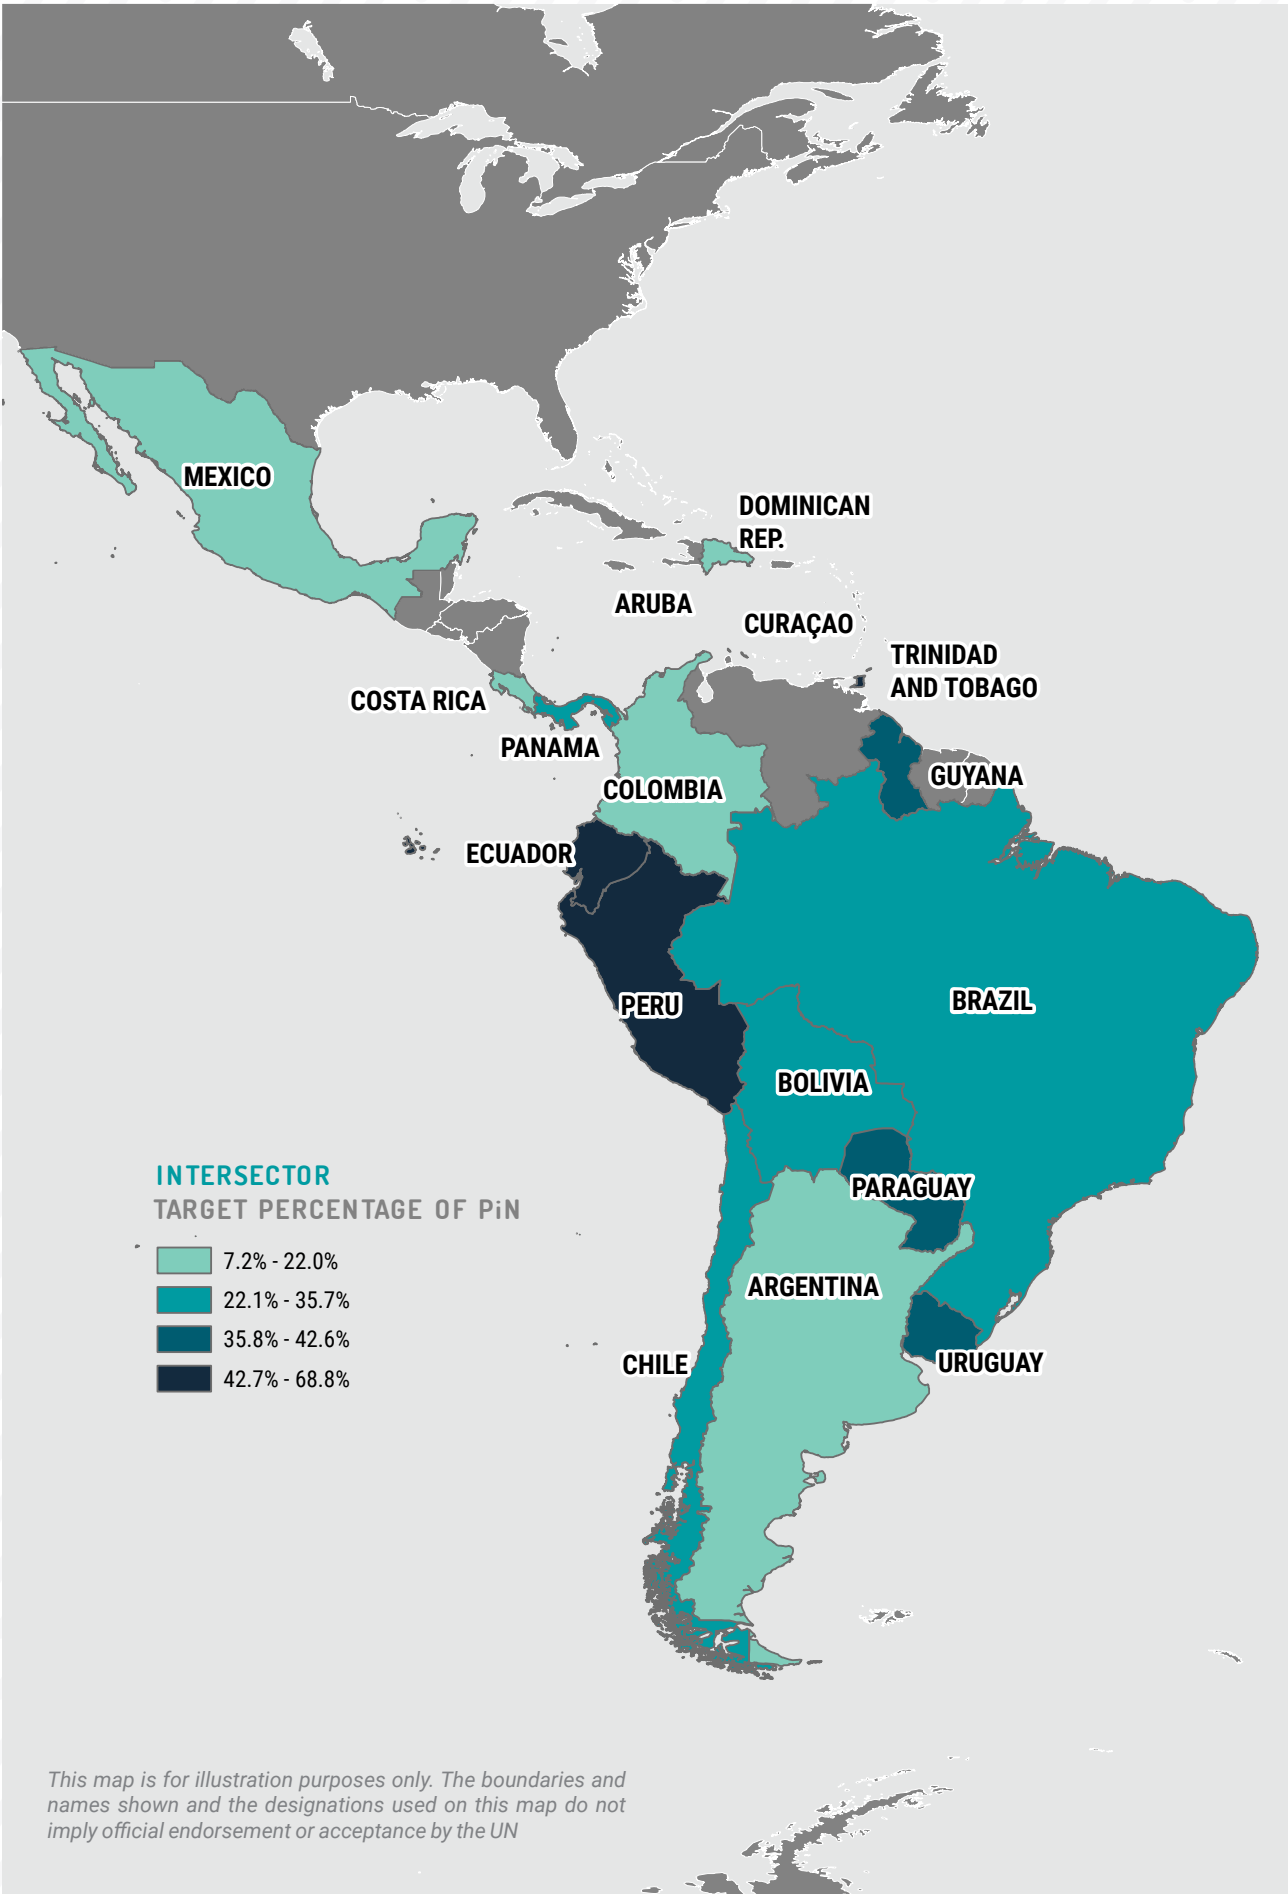 MEXICO
DOMINICAN
REP.
ARUBA
CURAÇAO
TRINIDAD
AND TOBAGO
COSTA RICA
PANAMA
GUYANA
COLOMBIA
ECUADOR
PERU
BRAZIL
BOLIVIA
PARAGUAY
ARGENTINA
CHILE
URUGUAY
INTERSECTOR
TARGET PERCENTAGE OF PiN
7.2% - 22.0%
22.1% - 35.7%
35.8% - 42.6%
42.7% - 68.8%
This map is for illustration purposes only. The boundaries and
names shown and the designations used on this map do not
imply official endorsement or acceptance by the UN